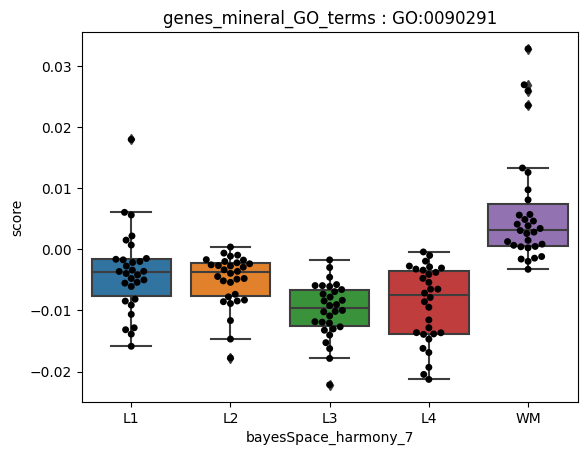 genes_mineral_GO_terms : GO:0090291
0.03
0.02
0.01
0.00
−0.01
−0.02
score
L1 L2 L3 L4 WM
bayesSpace_harmony_7